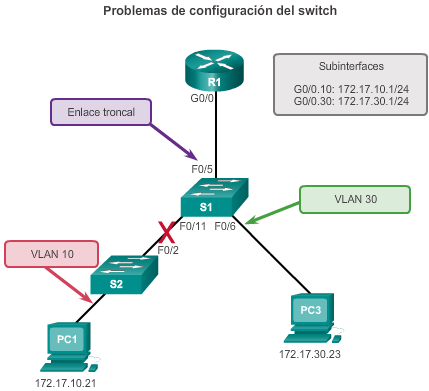 Problemas de configuración del switch
R1
G0/0
Subinterfaces
G0/0.10: 172.17.10.1/24
G0/0.30: 172.17.30.1/24
Enlace troncal
F0/5
S1
VLAN 30
F0/11
F0/6
F0/2
VLAN 10
S2
PC1
172.17.10.21
PC3
172.17.30.23